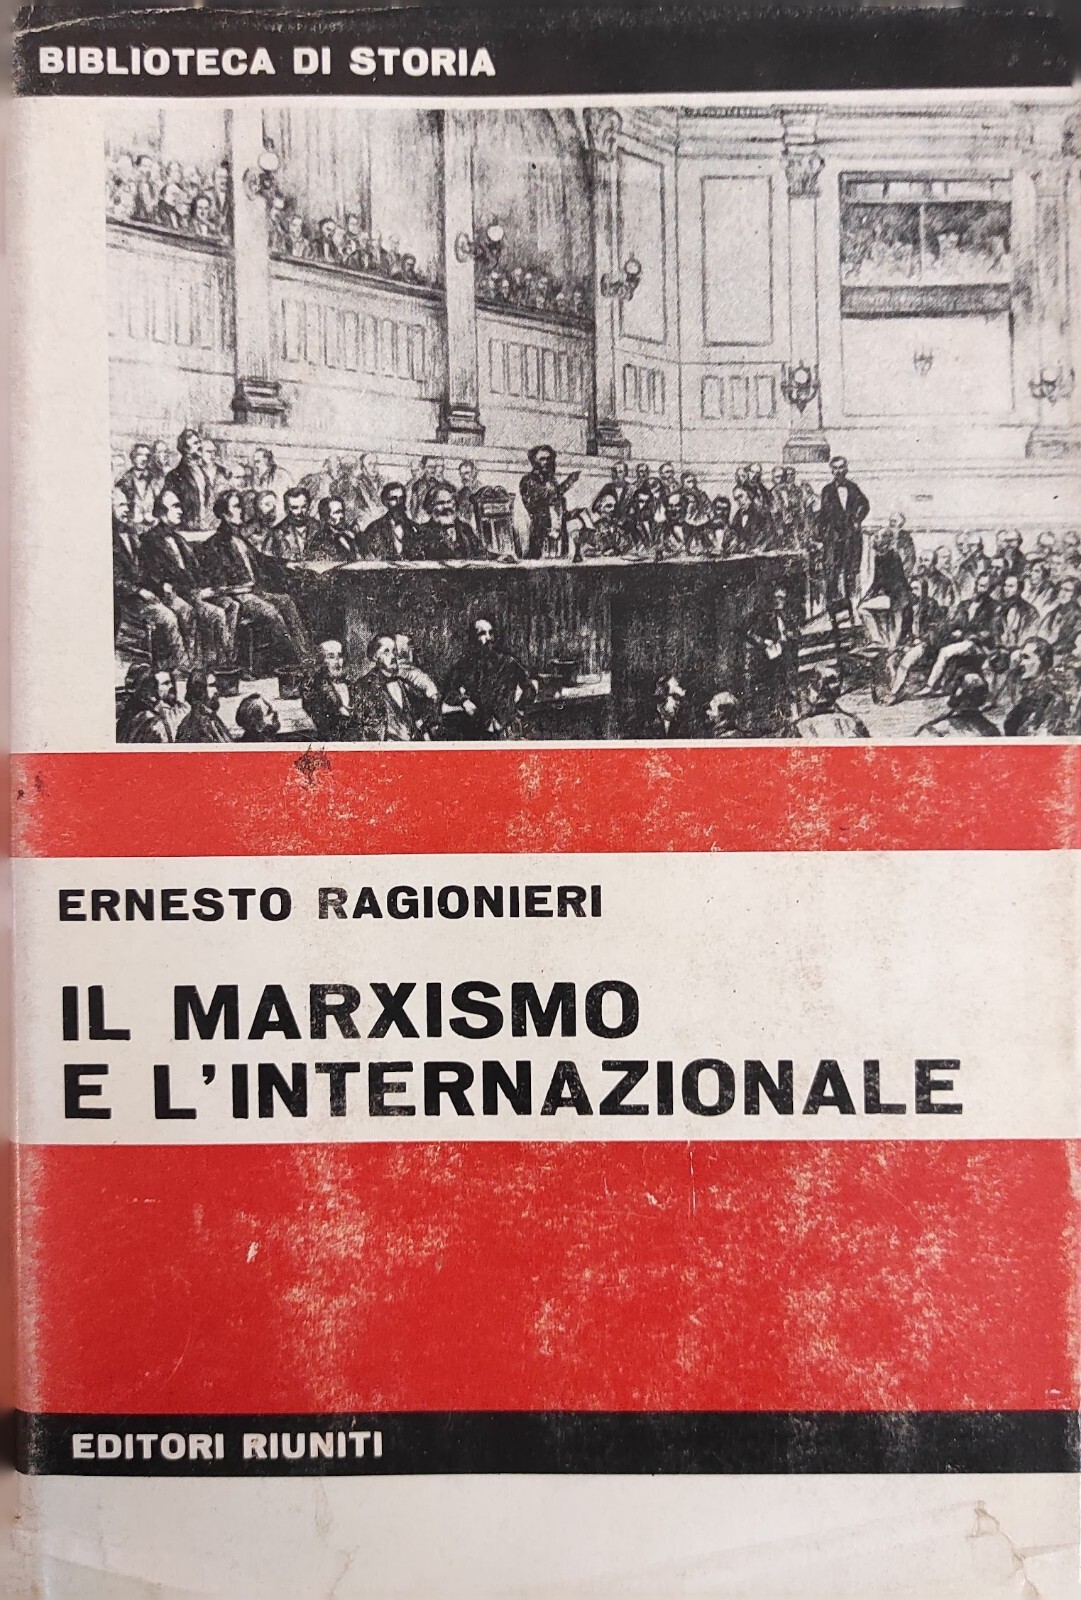 BIBLIOTECA DI STORIA
ERNESTO RAGIONIERI
IL MARXISMO
E L'INTERNAZIONALE
EDITORI RIUNITI